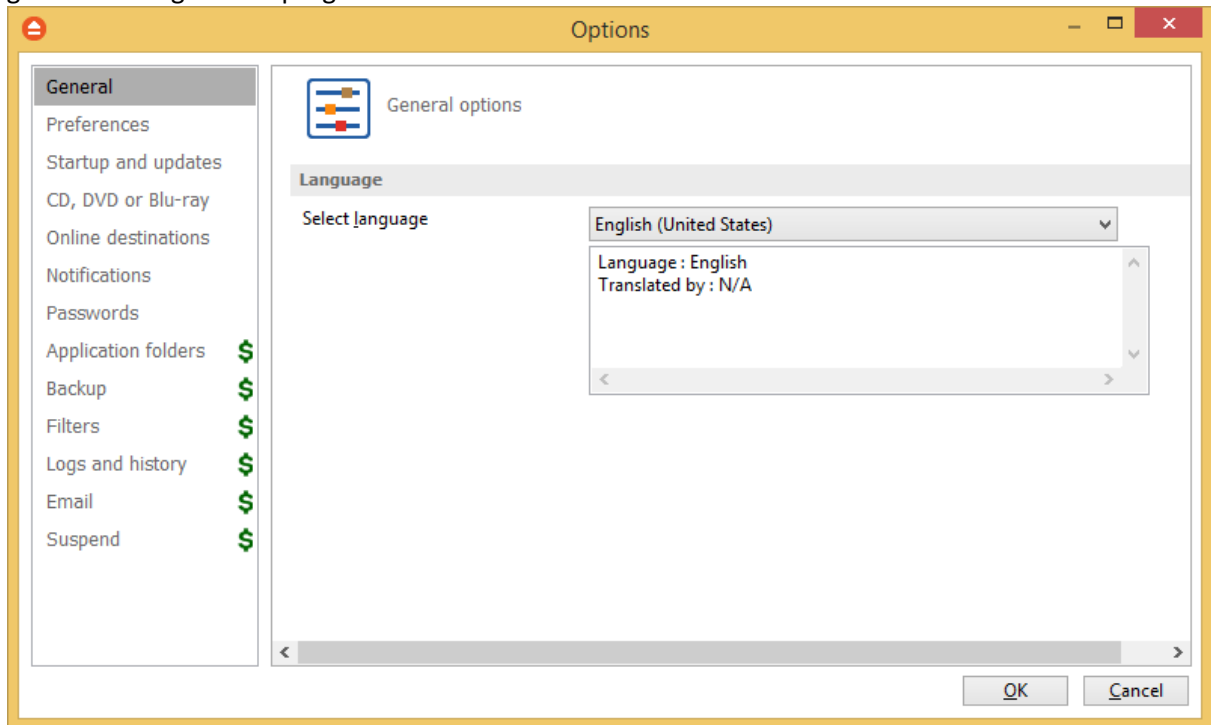 Options
General
Preferences
Startup and updates
CD, DVD or Blu-ray
Online destinations
Notifications
Passwords
Application folders $
Backup $
Filters $
Logs and history $
Email $
Suspend $
General options
Language
Select language
English (United States)
Language : English
Translated by : N/A
OK
Cancel